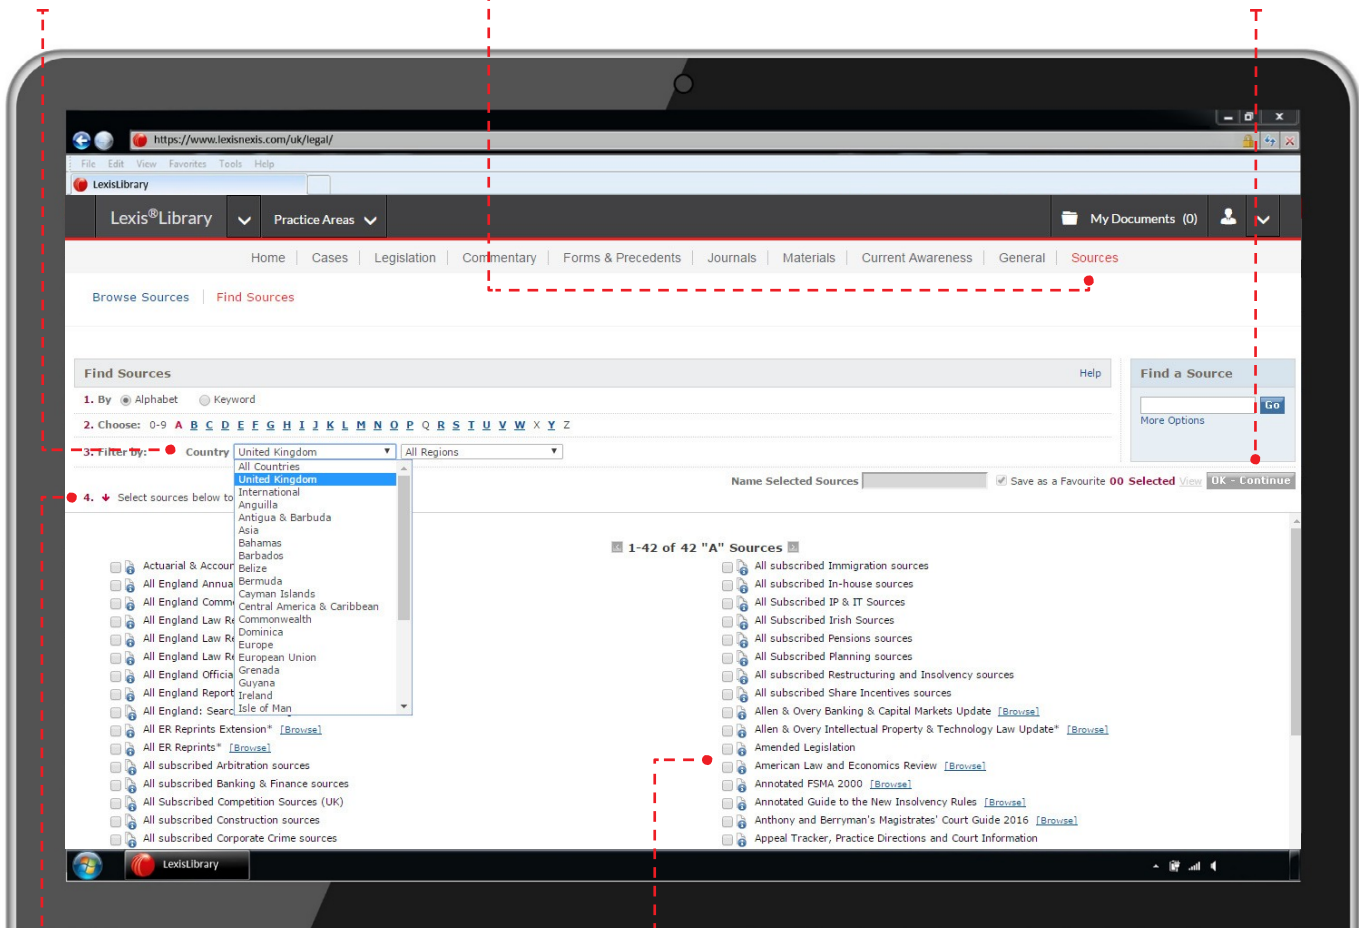 https://www.lexisnexis.com/uk/legal/
File Edit View Favorites Tools Help
LexisLibrary
Lexis®Library Practice Areas My Documents (0)
Home Cases Legislation Commentary Forms & Precedents Journals Materials Current Awareness General Sources
Browse Sources Find Sources
Find Sources Help Find a Source
1. By Alphabet Keyword Go
2. Choose: 0-9 A B C D E F G H I J K L M N O P Q R S T U V W X Y Z More Options
3. Filter by: Country United Kingdom All Regions
All Countries
United Kingdom
International
Anguilla
Antigua & Barbuda
Asia
Bahamas
Barbados
Belize
Bermuda
Cayman Islands
Central America & Caribbean
Commonwealth
Dominica
Europe
European Union
Grenada
Guyana
Ireland
Isle of Man
Name Selected Sources Save as a Favourite 00 Selected View OK - Continue
4. Select sources below to
1-42 of 42 "A" Sources
Actuarial & Accour
All England Annua
All England Comm
All England Law Re
All England Law Re
All England Law Re
All England Officia
All England Report
All England: Searc
All ER Reprints Extension* [Browse]
All ER Reprints* [Browse]
All subscribed Arbitration sources
All subscribed Banking & Finance sources
All Subscribed Competition Sources (UK)
All subscribed Construction sources
All subscribed Corporate Crime sources
All subscribed Immigration sources
All subscribed In-house sources
All Subscribed IP & IT Sources
All Subscribed Irish Sources
All subscribed Pensions sources
All Subscribed Planning sources
All subscribed Restructuring and Insolvency sources
All subscribed Share Incentives sources
Allen & Overy Banking & Capital Markets Update [Browse]
Allen & Overy Intellectual Property & Technology Law Update* [Browse]
Amended Legislation
American Law and Economics Review [Browse]
Annotated FSMA 2000 [Browse]
Annotated Guide to the New Insolvency Rules [Browse]
Anthony and Berryman's Magistrates' Court Guide 2016 [Browse]
Appeal Tracker, Practice Directions and Court Information
LexisLibrary